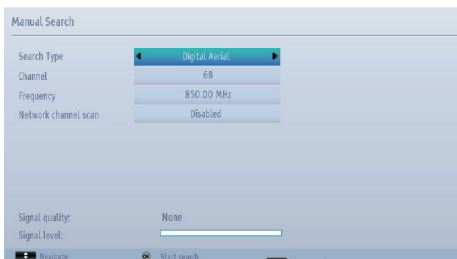 Manual Search
Search Type Digital Aerial
Channel 68
Frequency 850.00 MHz
Network channel scan Disabled
Signal quality: None
Signal level:
Navigate OK Start search